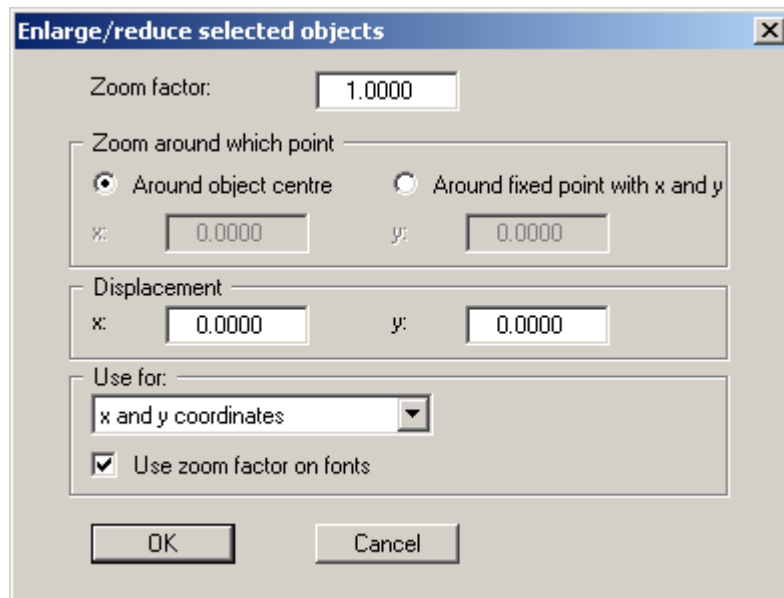 Enlarge/reduce selected objects
Zoom factor: 1.0000
Zoom around which point
Around object centre Around fixed point with x and y
x: 0.0000 y: 0.0000
Displacement
x: 0.0000 y: 0.0000
Use for:
x and y coordinates
Use zoom factor on fonts
OK Cancel